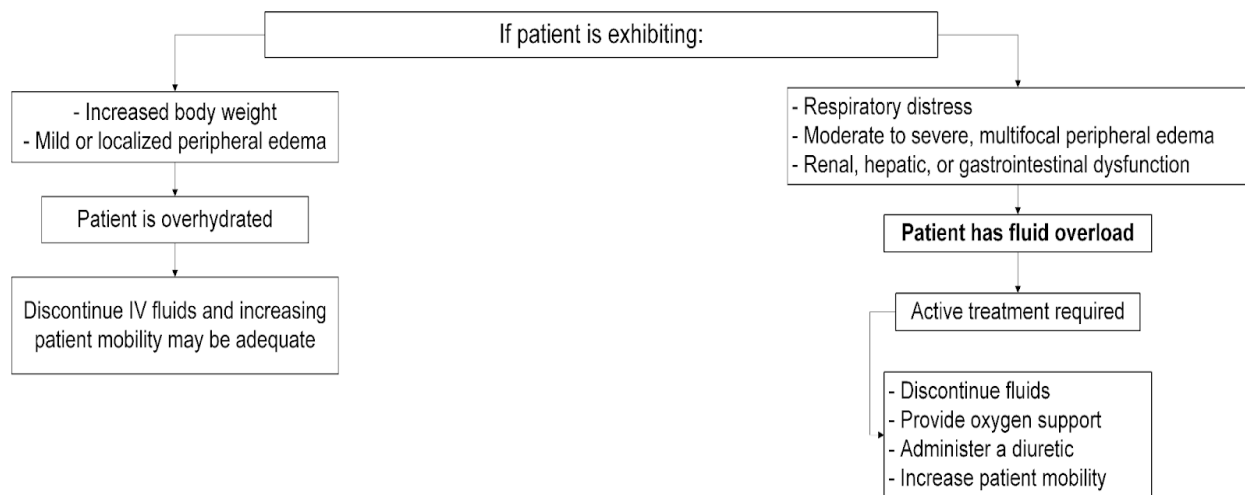 If patient is exhibiting:
- Increased body weight
- Mild or localized peripheral edema
Patient is overhydrated
Discontinue IV fluids and increasing
patient mobility may be adequate
- Respiratory distress
- Moderate to severe, multifocal peripheral edema
- Renal, hepatic, or gastrointestinal dysfunction
Patient has fluid overload
Active treatment required
- Discontinue fluids
- Provide oxygen support
- Administer a diuretic
- Increase patient mobility